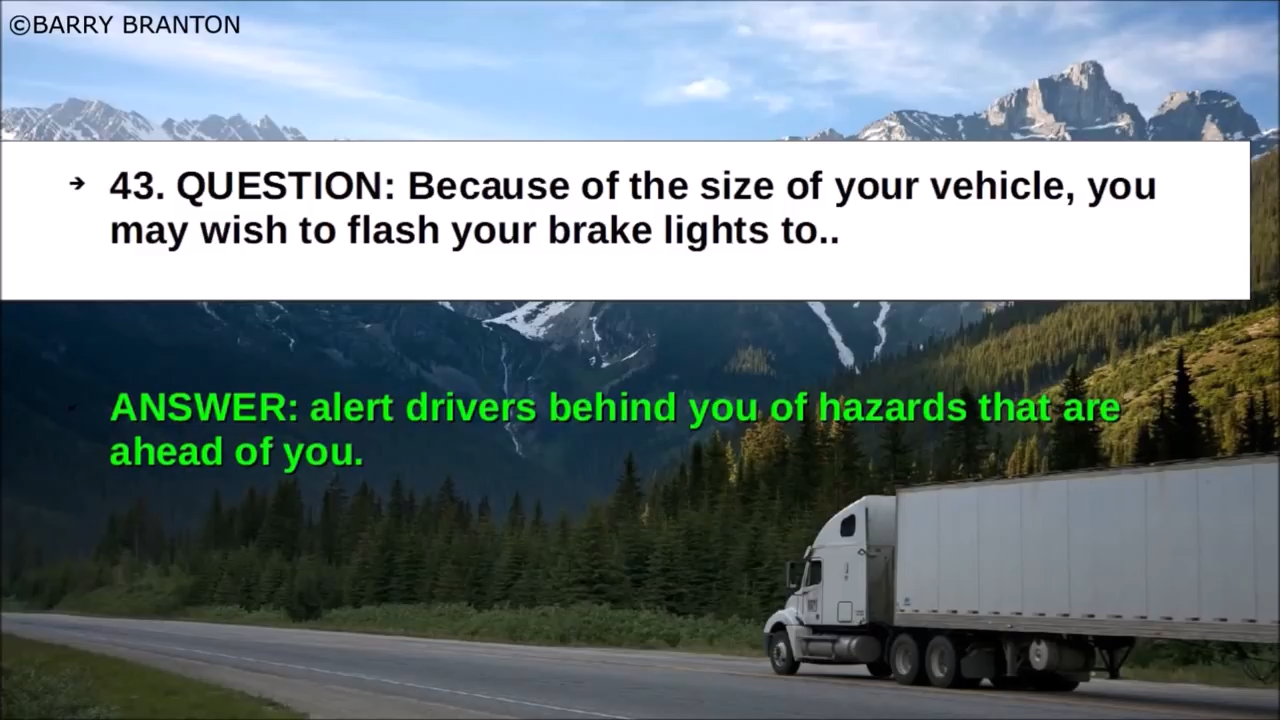 ©BARRY BRANTON
➔ 43. QUESTION: Because of the size of your vehicle, you
may wish to flash your brake lights to..
ANSWER: alert drivers behind you of hazards that are
ahead of you.